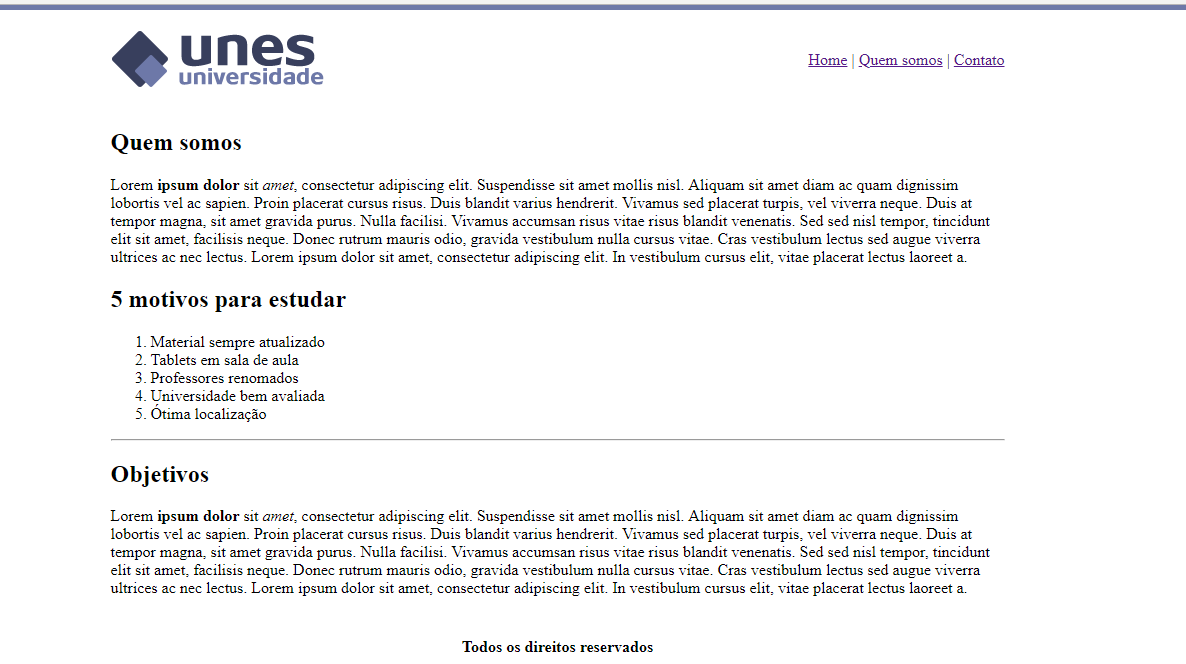 unes
universidade
Home | Quem somos | Contato
Quem somos
Lorem ipsum dolor sit amet, consectetur adipiscing elit. Suspendisse sit amet mollis nisl. Aliquam sit amet diam ac quam dignissim
lobortis vel ac sapien. Proin placerat cursus risus. Duis blandit varius hendrerit. Vivamus sed placerat turpis, vel viverra neque. Duis at
tempor magna, sit amet gravida purus. Nulla facilisi. Vivamus accumsan risus vitae risus blandit venenatis. Sed sed nisl tempor, tincidunt
elit sit amet, facilisis neque. Donec rutrum mauris odio, gravida vestibulum nulla cursus vitae. Cras vestibulum lectus sed augue viverra
ultrices ac nec lectus. Lorem ipsum dolor sit amet, consectetur adipiscing elit. In vestibulum cursus elit, vitae placerat lectus laoreet a.
5 motivos para estudar
1. Material sempre atualizado
2. Tablets em sala de aula
3. Professores renomados
4. Universidade bem avaliada
5. Ótima localização
Objetivos
Lorem ipsum dolor sit amet, consectetur adipiscing elit. Suspendisse sit amet mollis nisl. Aliquam sit amet diam ac quam dignissim
lobortis vel ac sapien. Proin placerat cursus risus. Duis blandit varius hendrerit. Vivamus sed placerat turpis, vel viverra neque. Duis at
tempor magna, sit amet gravida purus. Nulla facilisi. Vivamus accumsan risus vitae risus blandit venenatis. Sed sed nisl tempor, tincidunt
elit sit amet, facilisis neque. Donec rutrum mauris odio, gravida vestibulum nulla cursus vitae. Cras vestibulum lectus sed augue viverra
ultrices ac nec lectus. Lorem ipsum dolor sit amet, consectetur adipiscing elit. In vestibulum cursus elit, vitae placerat lectus laoreet a.
Todos os direitos reservados